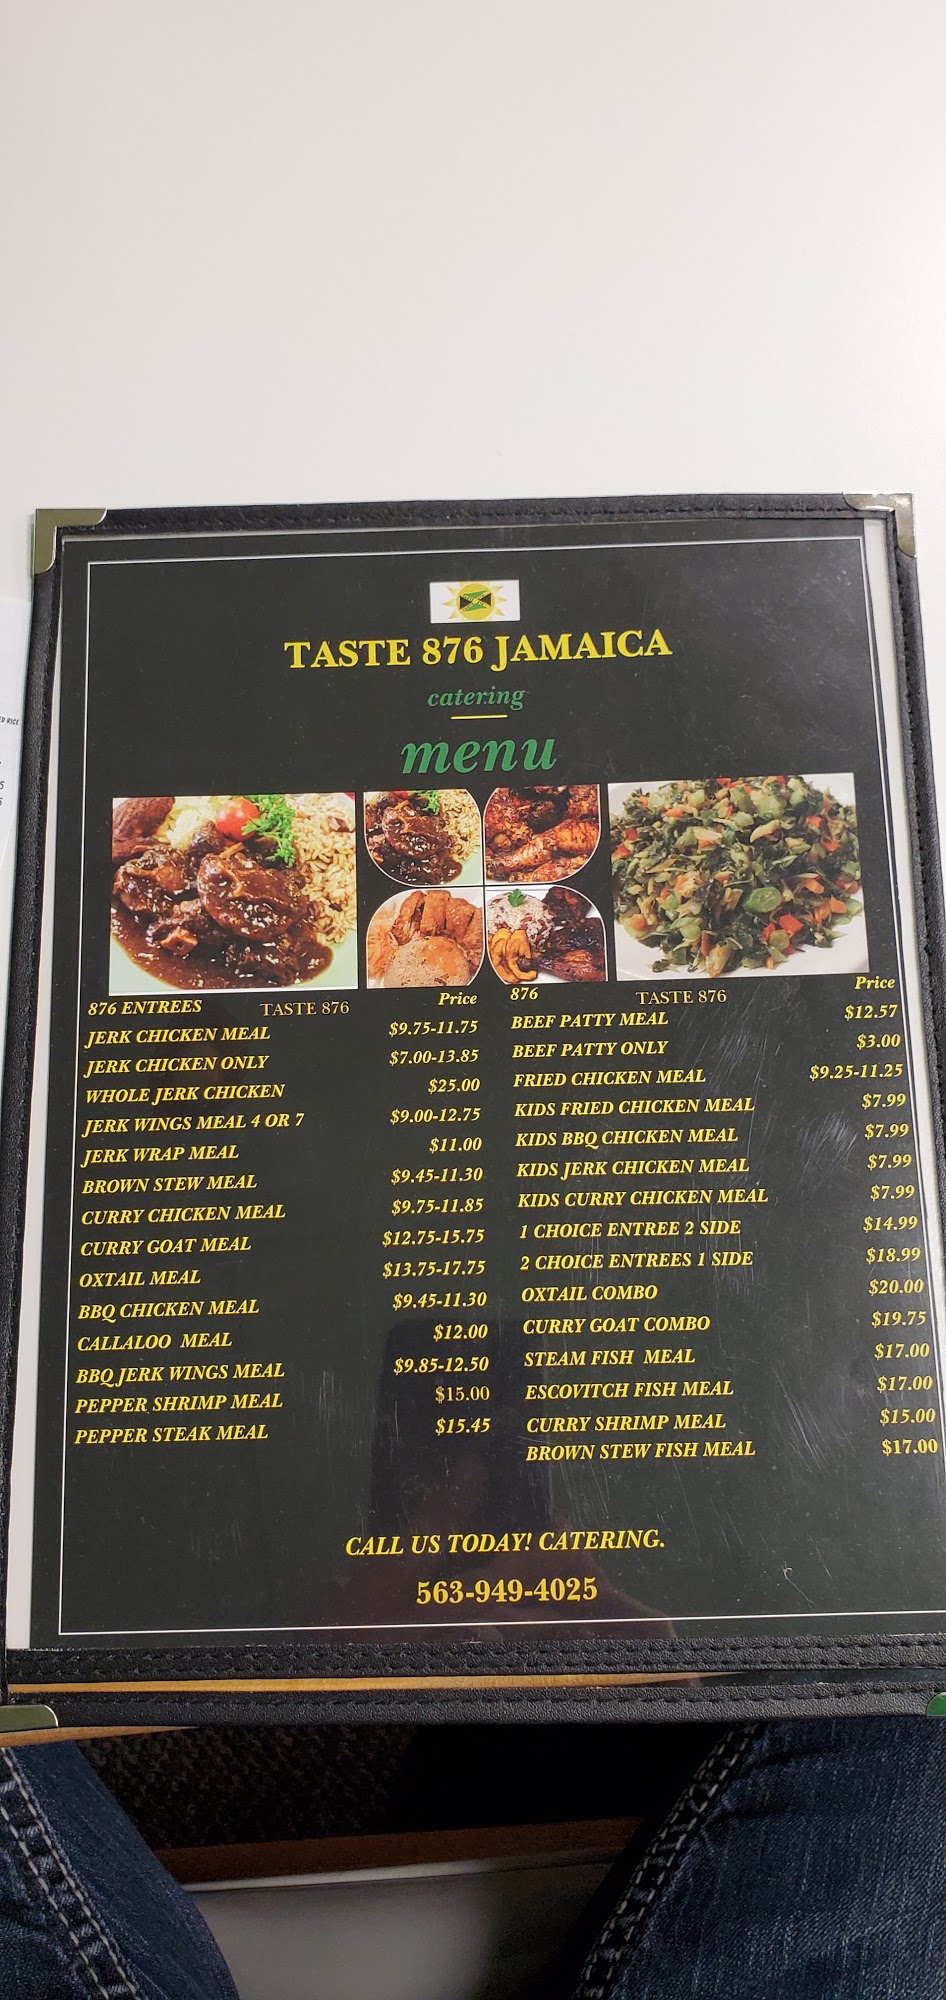 TASTE 876 JAMAICA
catering
menu
876 ENTREES TASTE 876 Price
JERK CHICKEN MEAL $9.75-11.75
JERK CHICKEN ONLY $7.00-13.85
WHOLE JERK CHICKEN $25.00
JERK WINGS MEAL 4 OR 7 $9.00-12.75
JERK WRAP MEAL $11.00
BROWN STEW MEAL $9.45-11.30
CURRY CHICKEN MEAL $9.75-11.85
CURRY GOAT MEAL $12.75-15.75
OXTAIL MEAL $13.75-17.75
BBQ CHICKEN MEAL $9.45-11.30
CALLALOO MEAL $12.00
BBQ JERK WINGS MEAL $9.85-12.50
PEPPER SHRIMP MEAL $15.00
PEPPER STEAK MEAL $15.45
876 TASTE 876 Price
BEEF PATTY MEAL $12.57
BEEF PATTY ONLY $3.00
FRIED CHICKEN MEAL $9.25-11.25
KIDS FRIED CHICKEN MEAL $7.99
KIDS BBQ CHICKEN MEAL $7.99
KIDS JERK CHICKEN MEAL $7.99
KIDS CURRY CHICKEN MEAL $7.99
1 CHOICE ENTREE 2 SIDE $14.99
2 CHOICE ENTREES 1 SIDE $18.99
OXTAIL COMBO $20.00
CURRY GOAT COMBO $19.75
STEAM FISH MEAL $17.00
ESCOVITCH FISH MEAL $17.00
CURRY SHRIMP MEAL $15.00
BROWN STEW FISH MEAL $17.00
CALL US TODAY! CATERING.
563-949-4025
RICE